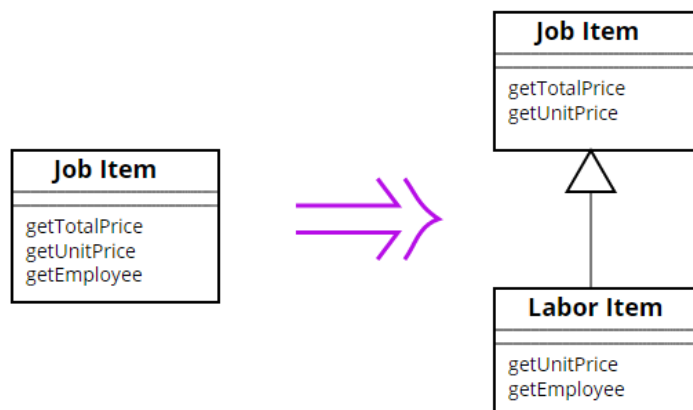 Job Item
getTotalPrice
getUnitPrice
getEmployee
Job Item
getTotalPrice
getUnitPrice
Labor Item
getUnitPrice
getEmployee